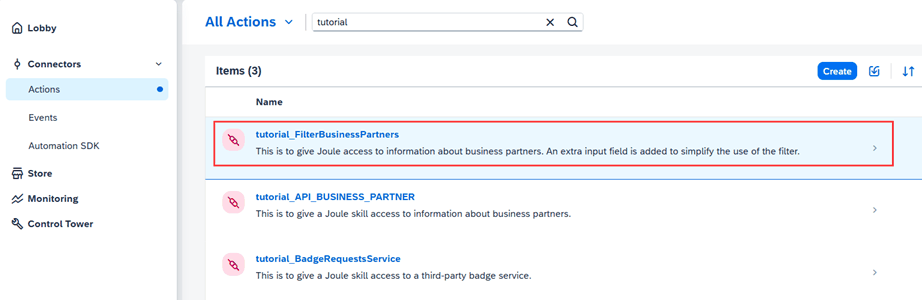 Lobby
Connectors
Actions
Events
Automation SDK
Store
Monitoring
Control Tower
All Actions
tutorial
Items (3)
Create
Name
tutorial_FilterBusinessPartners
This is to give Joule access to information about business partners. An extra input field is added to simplify the use of the filter.
tutorial_API_BUSINESS_PARTNER
This is to give a Joule skill access to information about business partners.
tutorial_BadgeRequestsService
This is to give a Joule skill access to a third-party badge service.